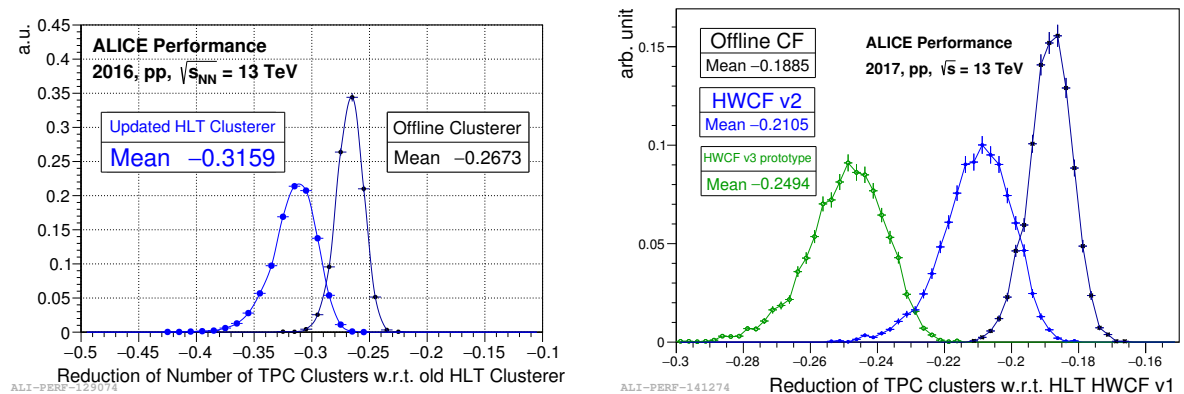 a.u.
0.45
0.4
0.35
0.3
0.25
0.2
0.15
0.1
0.05
0
ALICE Performance
2016, pp, √s_NN = 13 TeV
Updated HLT Clusterer
Mean −0.3159
Offline Clusterer
Mean −0.2673
−0.5 −0.45 −0.4 −0.35 −0.3 −0.25 −0.2 −0.15 −0.1
Reduction of Number of TPC Clusters w.r.t. old HLT Clusterer
ALI-PERF-129074
arb. unit
0.15
0.1
0.05
0
Offline CF
Mean −0.1885
HWCF v2
Mean −0.2105
HWCF v3 prototype
Mean −0.2494
ALICE Performance
2017, pp, √s = 13 TeV
−0.3 −0.28 −0.26 −0.24 −0.22 −0.2 −0.18 −0.16
Reduction of TPC clusters w.r.t. HLT HWCF v1
ALI-PERF-141274